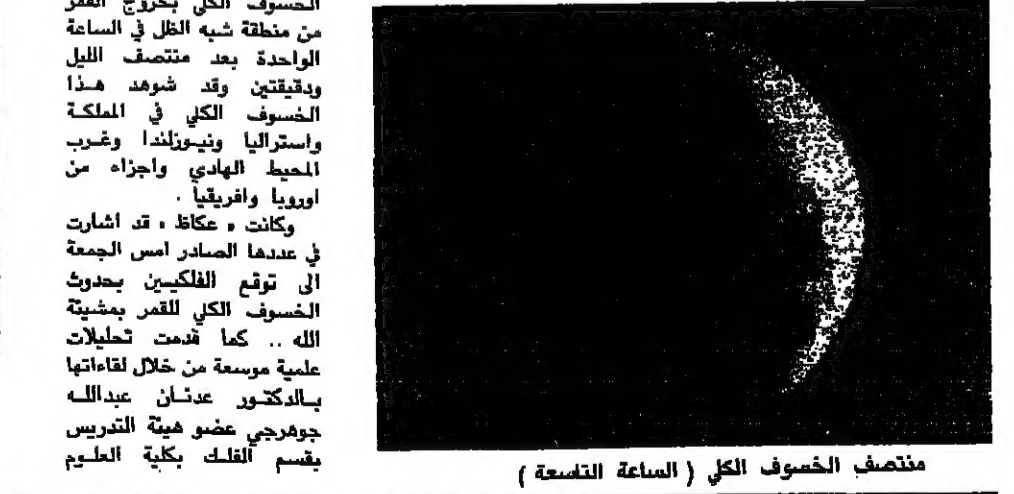 الخسوف الكلي بخروج القمر
من منطقة شبه الظل في الساعة
الواحدة بعد منتصف الليل
ودقيقتين وقد شوهد هذا
الخسوف الكلي في المملكة
واستراليا ونيوزلندا وغرب
المحيط الهادي واجزاء من
اوروبا وافريقيا .
وكانت « عكاظ » قد اشارت
في عددها الصادر امس الجمعة
الى توقع الفلكيين بحدوث
الخسوف الكلي للقمر بمشيئة
الله .. كما قدمت تحليلات
علمية موسعة من خلال لقاءاتها
بالدكتور عدنان عبدالله
جوهرجي عضو هيئة التدريس
بقسم الفلك بكلية العلوم
منتصف الخسوف الكلي ( الساعة التاسعة )